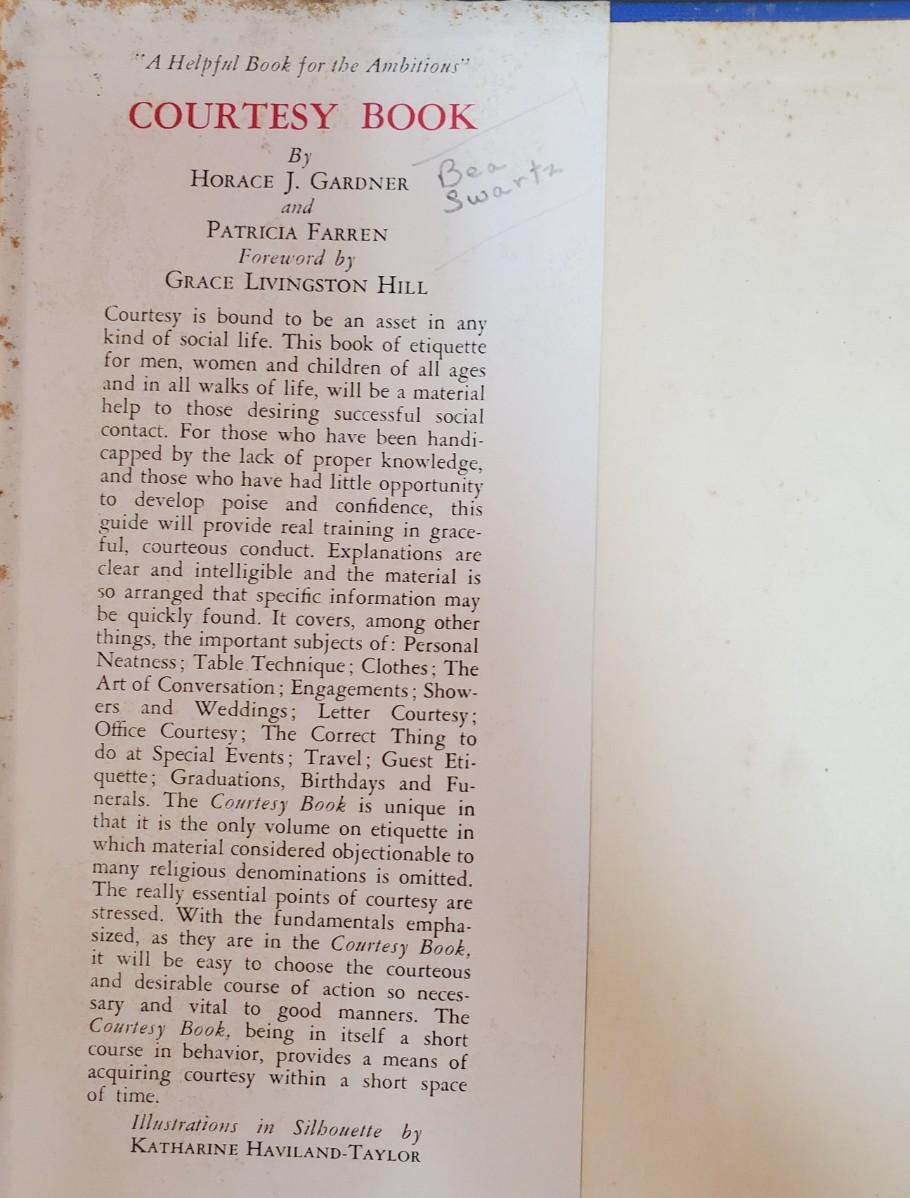 "A Helpful Book for the Ambitious"
COURTESY BOOK
By
HORACE J. GARDNER
Bea
Swartz
and
PATRICIA FARREN
Foreword by
GRACE LIVINGSTON HILL
Courtesy is bound to be an asset in any
kind of social life. This book of etiquette
for men, women and children of all ages
and in all walks of life, will be a material
help to those desiring successful social
contact. For those who have been handi-
capped by the lack of proper knowledge,
and those who have had little opportunity
to develop poise and confidence, this
guide will provide real training in grace-
ful, courteous conduct. Explanations are
clear and intelligible and the material is
so arranged that specific information may
be quickly found. It covers, among other
things, the important subjects of: Personal
Neatness; Table Technique; Clothes; The
Art of Conversation; Engagements; Show-
ers and Weddings; Letter Courtesy;
Office Courtesy; The Correct Thing to
do at Special Events; Travel; Guest Eti-
quette; Graduations, Birthdays and Fu-
nerals. The Courtesy Book is unique in
that it is the only volume on etiquette in
which material considered objectionable to
many religious denominations is omitted.
The really essential points of courtesy are
stressed. With the fundamentals empha-
sized, as they are in the Courtesy Book,
it will be easy to choose the courteous
and desirable course of action so neces-
sary and vital to good manners. The
Courtesy Book, being in itself a short
course in behavior, provides a means of
acquiring courtesy within a short space
of time.
Illustrations in Silhouette by
KATHARINE HAVILAND-TAYLOR